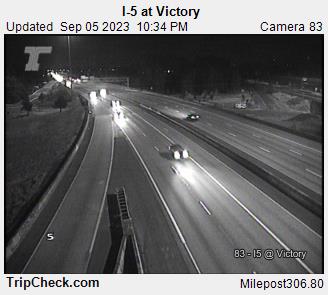 I-5 at Victory
Updated Sep 05 2023 10:34 PM Camera 83
T
S
83 - I5 @ Victory
TripCheck.com Milepost306.80